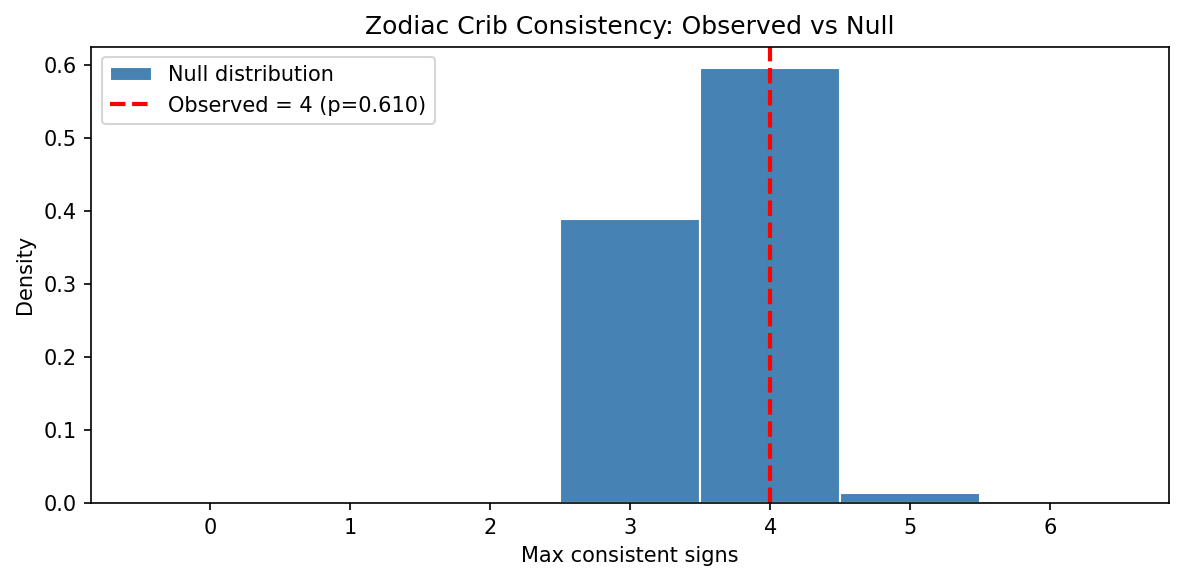 Zodiac Crib Consistency: Observed vs Null
Null distribution
Observed = 4 (p=0.610)
Density
0.6
0.5
0.4
0.3
0.2
0.1
0.0
0 1 2 3 4 5 6
Max consistent signs